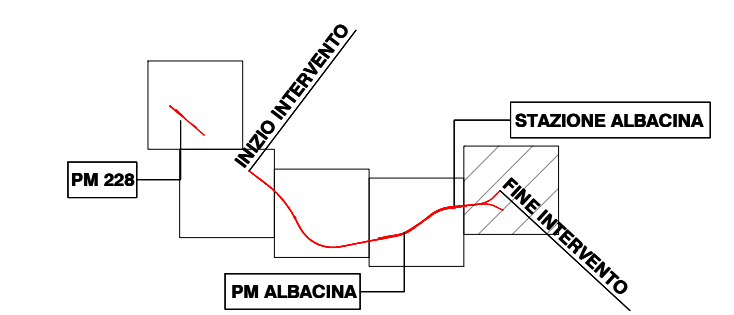 INIZIO INTERVENTO
STAZIONE ALBACINA
PM 228
FINE INTERVENTO
PM ALBACINA